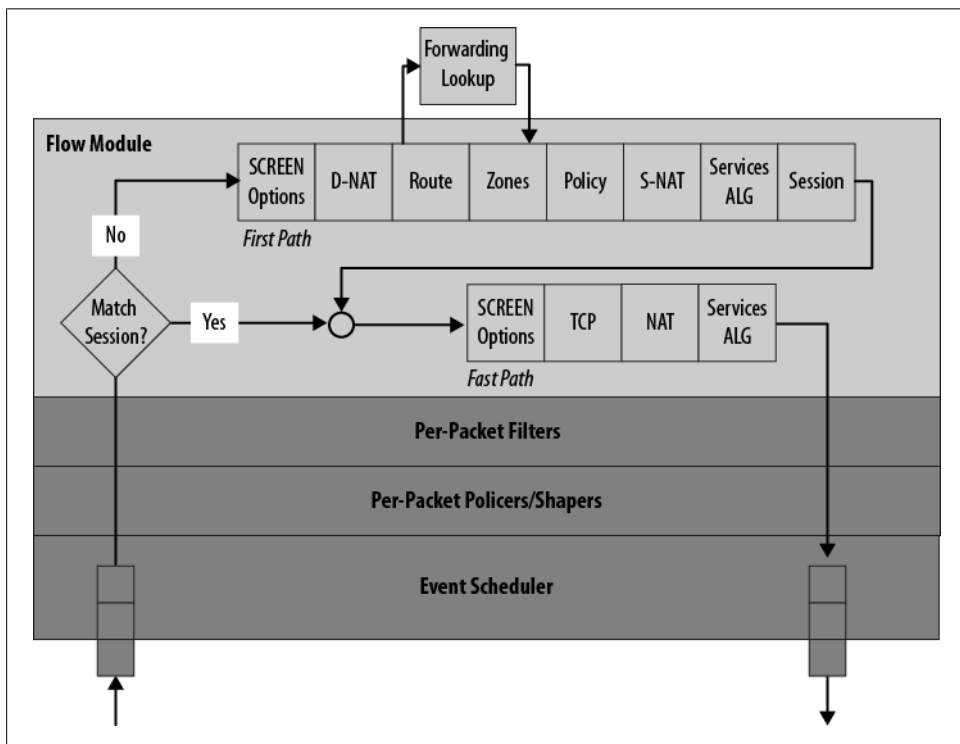 Forwarding
Lookup
Flow Module
SCREEN
Options
D-NAT
Route
Zones
Policy
S-NAT
Services
ALG
Session
First Path
No
Match
Session?
Yes
SCREEN
Options
TCP
NAT
Services
ALG
Fast Path
Per-Packet Filters
Per-Packet Policers/Shapers
Event Scheduler